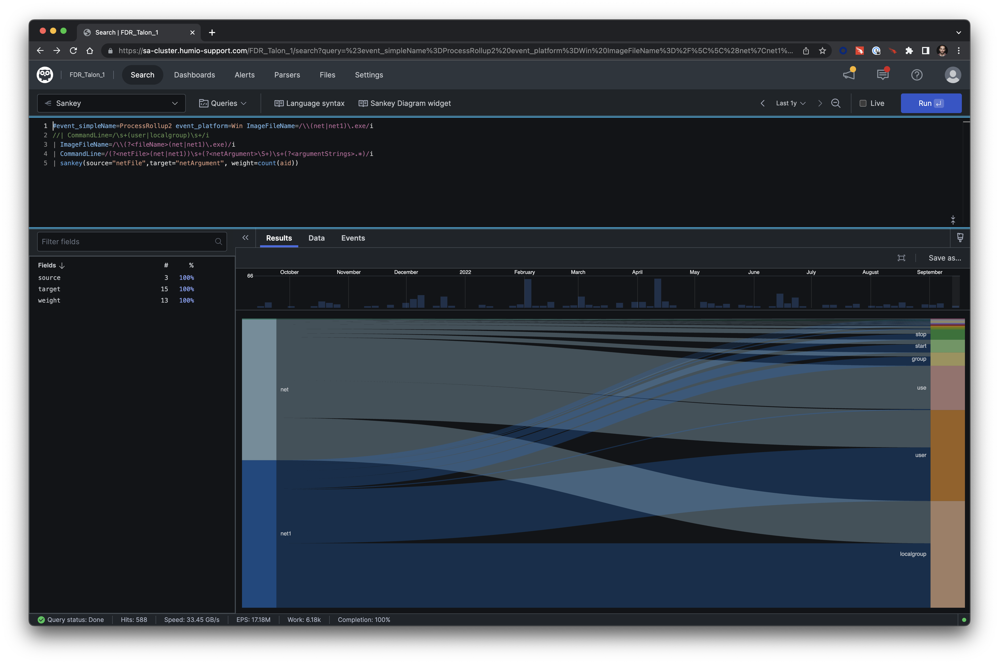 Search | FDR_Talon_1
https://sa-cluster.humio-support.com/FDR_Talon_1/search?query=%23event_simpleName%3DProcessRollup2%20event_platform%3DWin%20ImageFileName%3D%2F%5C%5C%28net%7Cnet1%...
FDR_Talon_1 Search Dashboards Alerts Parsers Files Settings
Sankey Queries Language syntax Sankey Diagram widget Last 1y Live Run
1 #event_simpleName=ProcessRollup2 event_platform=Win ImageFileName=/\\(net|net1)\.exe/i
2 //| CommandLine=/\s+(user|localgroup)\s+/i
3 | ImageFileName=/\\(?<fileName>(net|net1)\.exe)/i
4 | CommandLine=/(?<netFile>(net|net1))\s+(?<netArgument>\S+)\s+(?<argumentStrings>.*)/i
5 | sankey(source="netFile",target="netArgument", weight=count(aid))
Filter fields
Results Data Events
Save as...
Fields # %
source 3 100%
target 15 100%
weight 13 100%
October November December 2022 February March April May June July August September
66
stop
start
group
use
net
user
net1
localgroup
Query status: Done Hits: 588 Speed: 33.45 GB/s EPS: 17.18M Work: 6.18k Completion: 100%